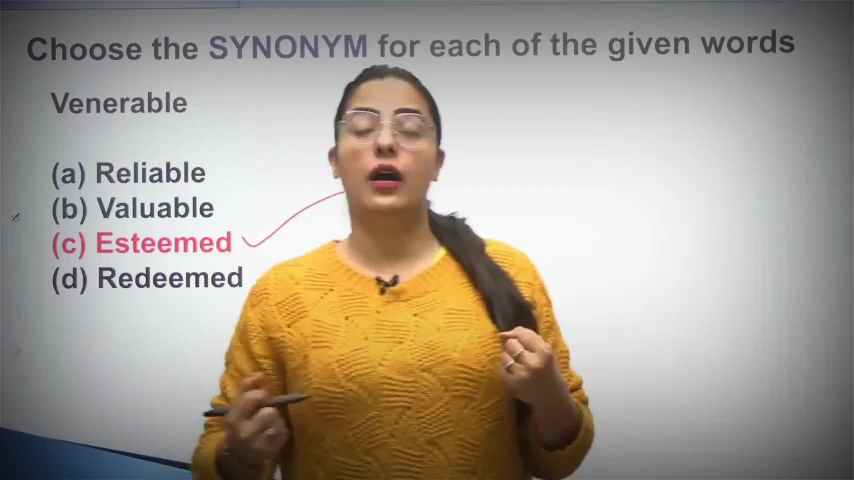 Choose the SYNONYM for each of the given words
Venerable
(a) Reliable
(b) Valuable
(c) Esteemed
(d) Redeemed